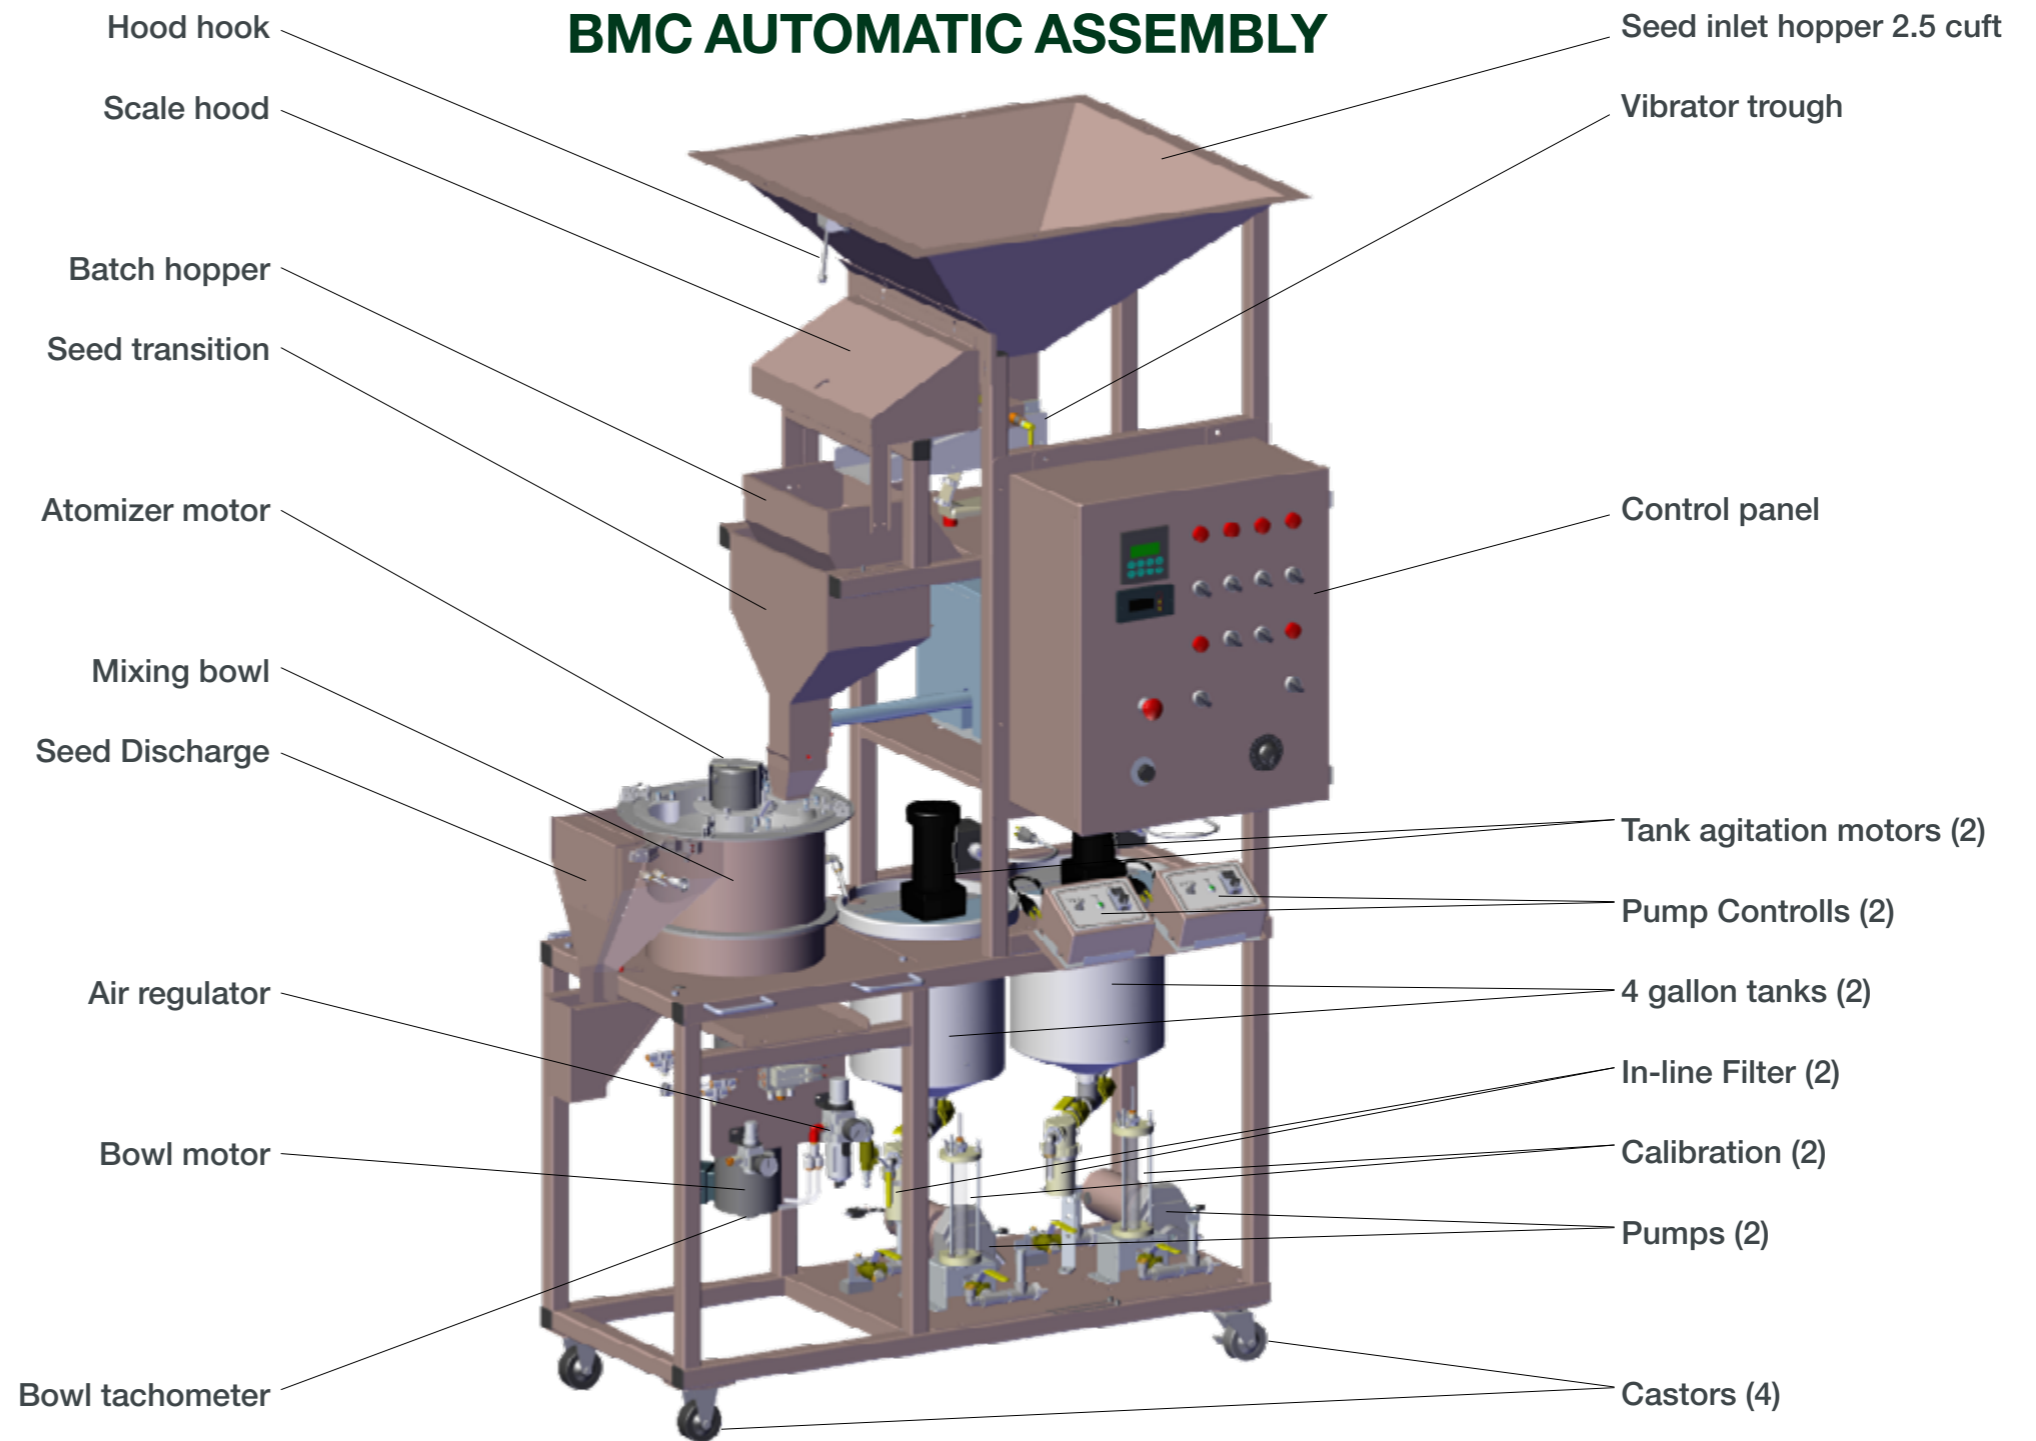 BMC AUTOMATIC ASSEMBLY
Hood hook
Scale hood
Batch hopper
Seed transition
Atomizer motor
Mixing bowl
Seed Discharge
Air regulator
Bowl motor
Bowl tachometer
Seed inlet hopper 2.5 cuft
Vibrator trough
Control panel
Tank agitation motors (2)
Pump Controlls (2)
4 gallon tanks (2)
In-line Filter (2)
Calibration (2)
Pumps (2)
Castors (4)